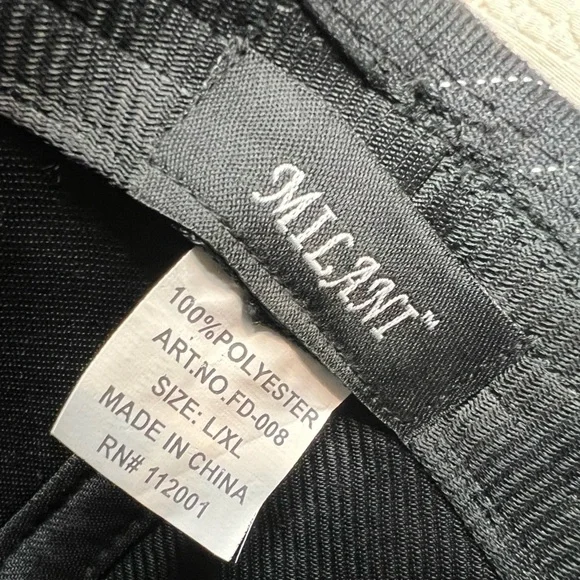 MILANI™
100%POLYESTER
ART.NO.FD-008
SIZE: L/XL
MADE IN CHINA
RN# 112001